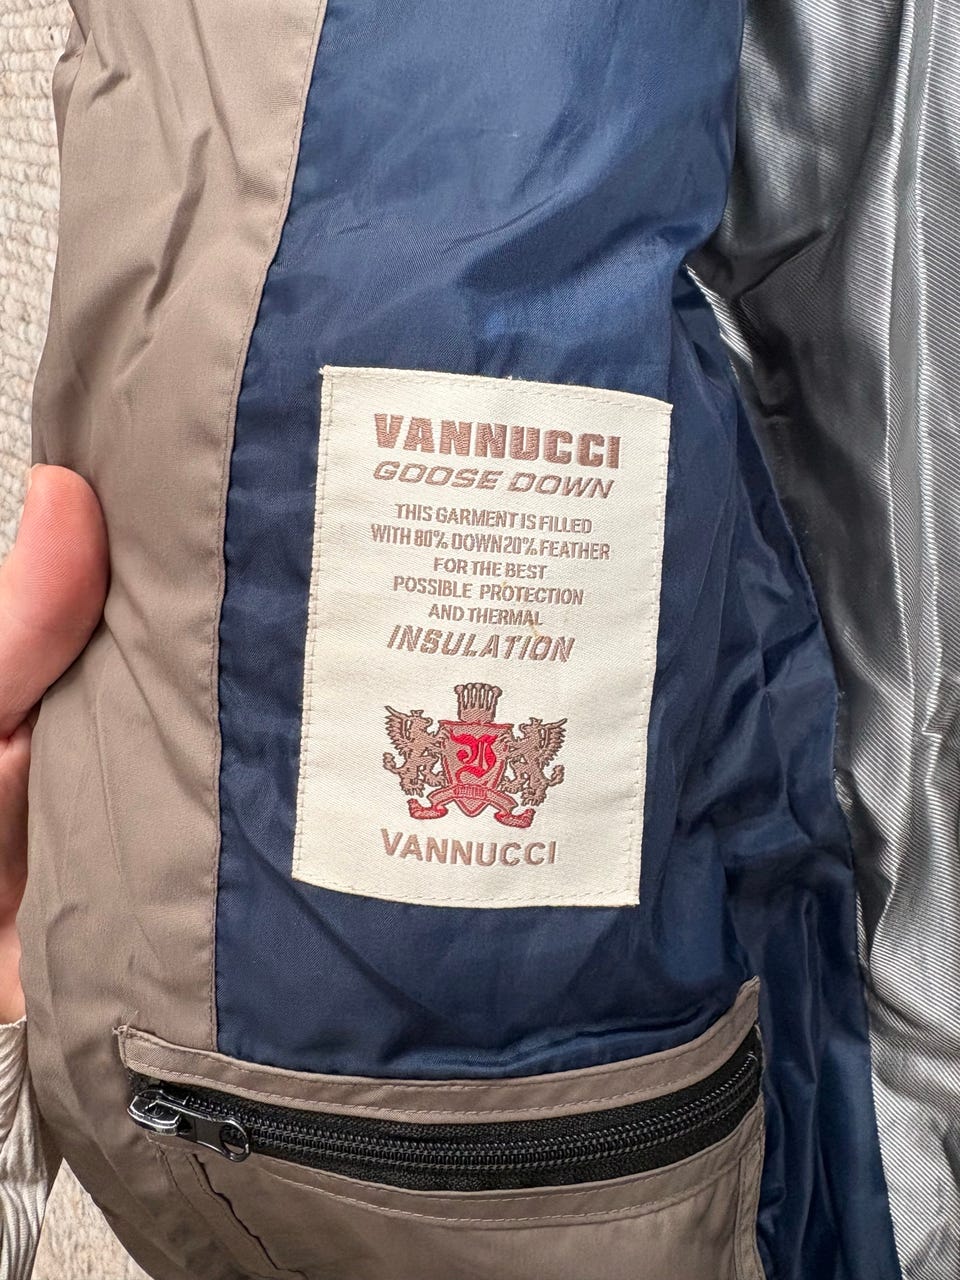 VANNUCCI
GOOSE DOWN
THIS GARMENT IS FILLED
WITH 80% DOWN 20% FEATHER
FOR THE BEST
POSSIBLE PROTECTION
AND THERMAL
INSULATION
VANNUCCI